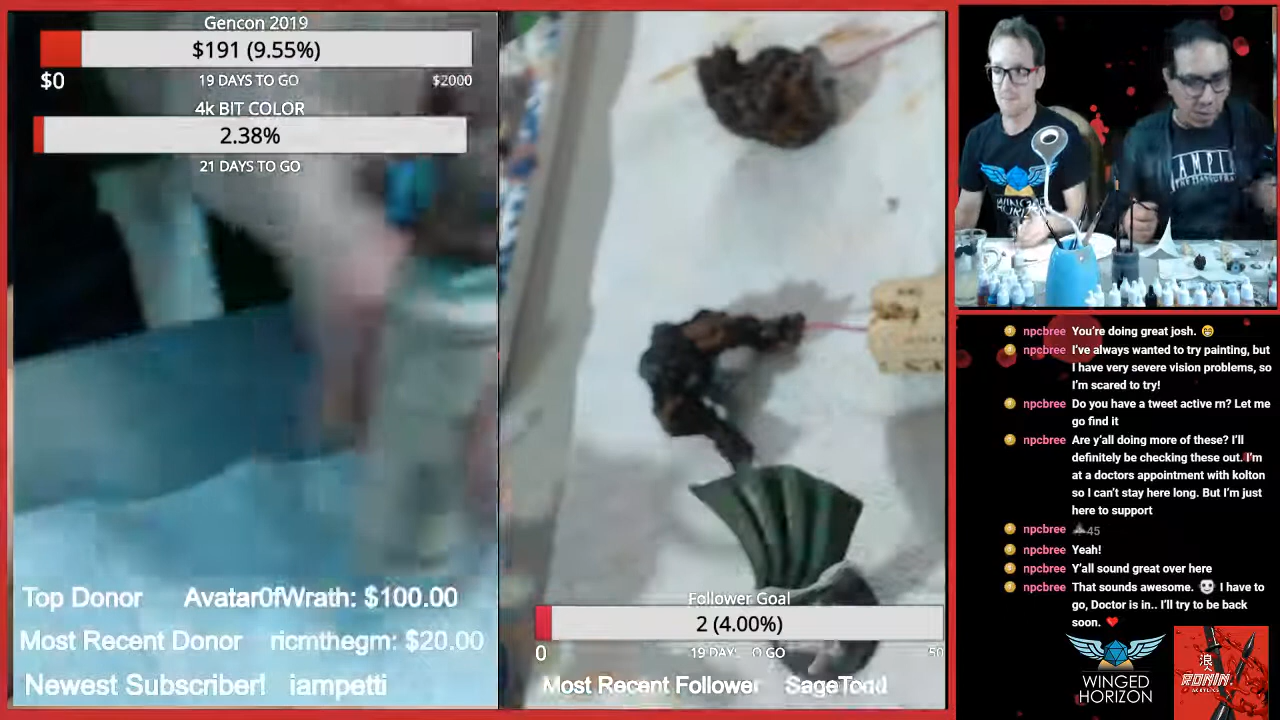 Gencon 2019
$191 (9.55%)
$0
19 DAYS TO GO
$2000
4k BIT COLOR
2.38%
21 DAYS TO GO
Top Donor AvatarOfWrath: $100.00
Most Recent Donor ricmthegm: $20.00
Newest Subscriber! iampetti
Follower Goal
2 (4.00%)
0
50
Most Recent Follower SageToad
WINGED
npcbree You're doing great josh. 😁
npcbree I've always wanted to try painting, but
I have very severe vision problems, so
I'm scared to try!
npcbree Do you have a tweet active rn? Let me
go find it
npcbree Are y'all doing more of these? I'll
definitely be checking these out. I'm
at a doctors appointment with kolton
so I can't stay here long. But I'm just
here to support
npcbree 45
npcbree Yeah!
npcbree Y'all sound great over here
npcbree That sounds awesome. I have to
go, Doctor is in.. I'll try to be back
soon. ❤️
WINGED
HORIZON
浪人
RONIN